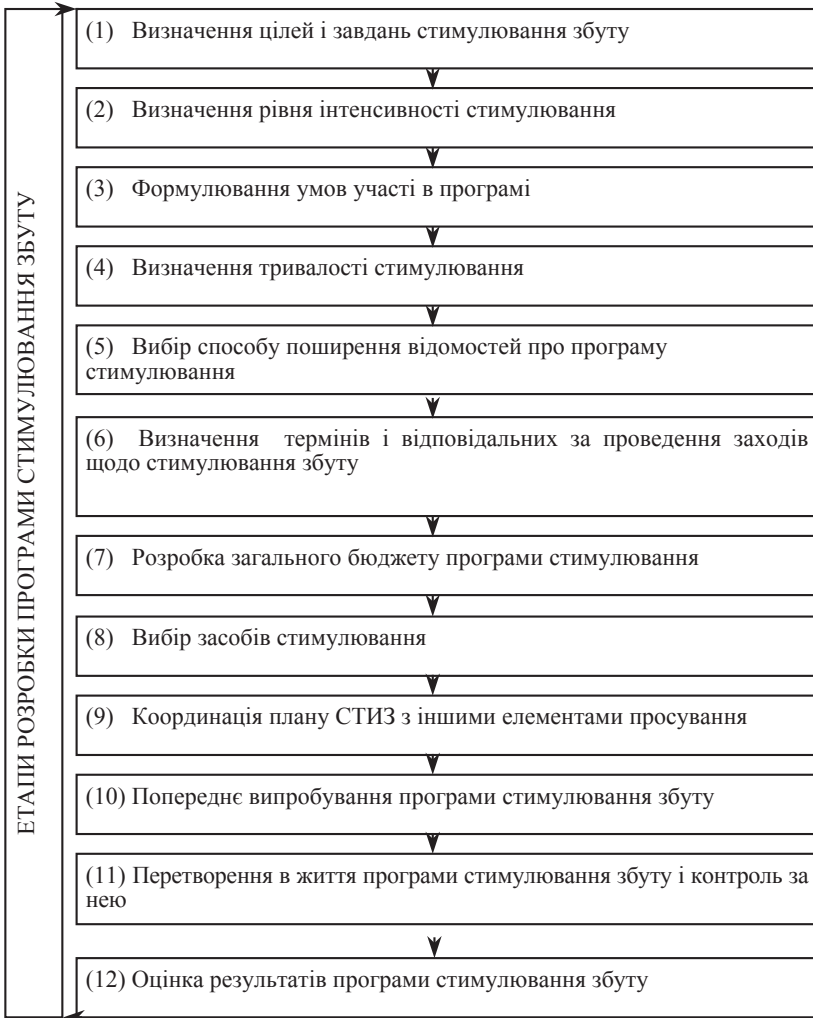 ЕТАПИ РОЗРОБКИ ПРОГРАМИ СТИМУЛЮВАННЯ ЗБУТУ
(1) Визначення цілей і завдань стимулювання збуту
(2) Визначення рівня інтенсивності стимулювання
(3) Формулювання умов участі в програмі
(4) Визначення тривалості стимулювання
(5) Вибір способу поширення відомостей про програму
стимулювання
(6) Визначення термінів і відповідальних за проведення заходів
щодо стимулювання збуту
(7) Розробка загального бюджету програми стимулювання
(8) Вибір засобів стимулювання
(9) Координація плану СТИЗ з іншими елементами просування
(10) Попереднє випробування програми стимулювання збуту
(11) Перетворення в життя програми стимулювання збуту і контроль за
нею
(12) Оцінка результатів програми стимулювання збуту